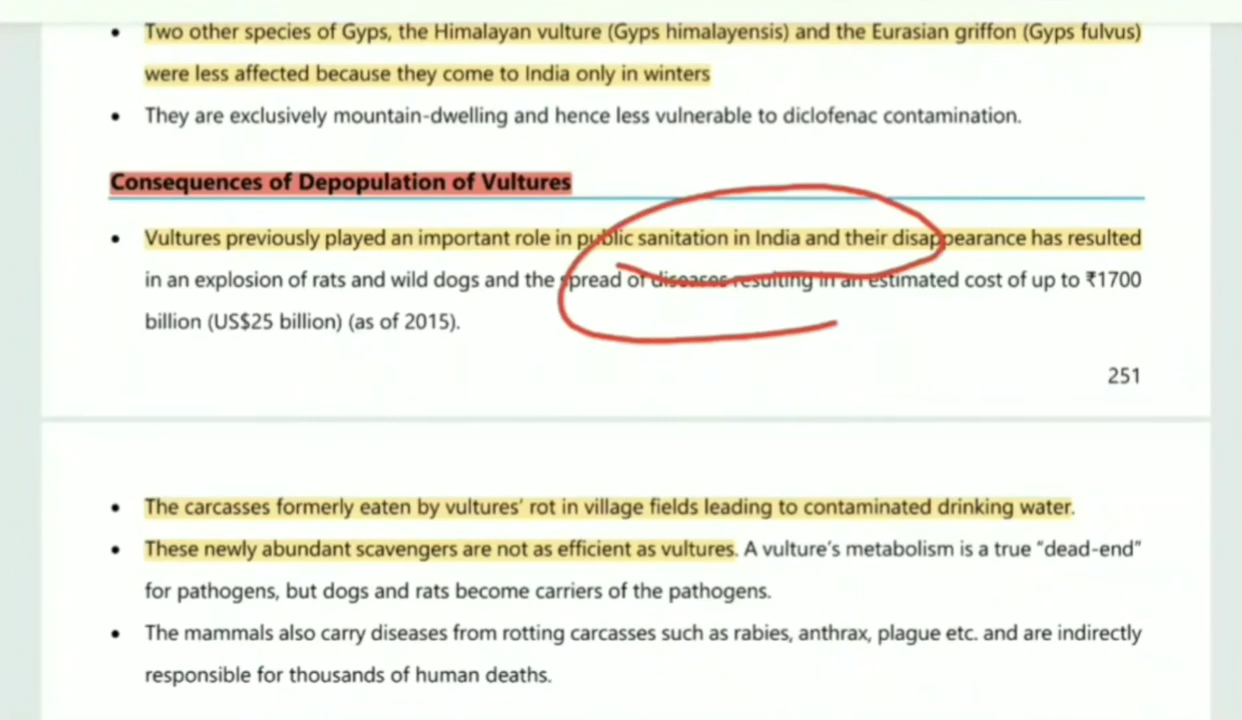 • Two other species of Gyps, the Himalayan vulture (Gyps himalayensis) and the Eurasian griffon (Gyps fulvus)
were less affected because they come to India only in winters
• They are exclusively mountain-dwelling and hence less vulnerable to diclofenac contamination.
Consequences of Depopulation of Vultures
• Vultures previously played an important role in public sanitation in India and their disappearance has resulted
in an explosion of rats and wild dogs and the spread of diseases resulting in an estimated cost of up to ₹1700
billion (US$25 billion) (as of 2015).
251
• The carcasses formerly eaten by vultures’ rot in village fields leading to contaminated drinking water.
• These newly abundant scavengers are not as efficient as vultures. A vulture’s metabolism is a true “dead-end”
for pathogens, but dogs and rats become carriers of the pathogens.
• The mammals also carry diseases from rotting carcasses such as rabies, anthrax, plague etc. and are indirectly
responsible for thousands of human deaths.